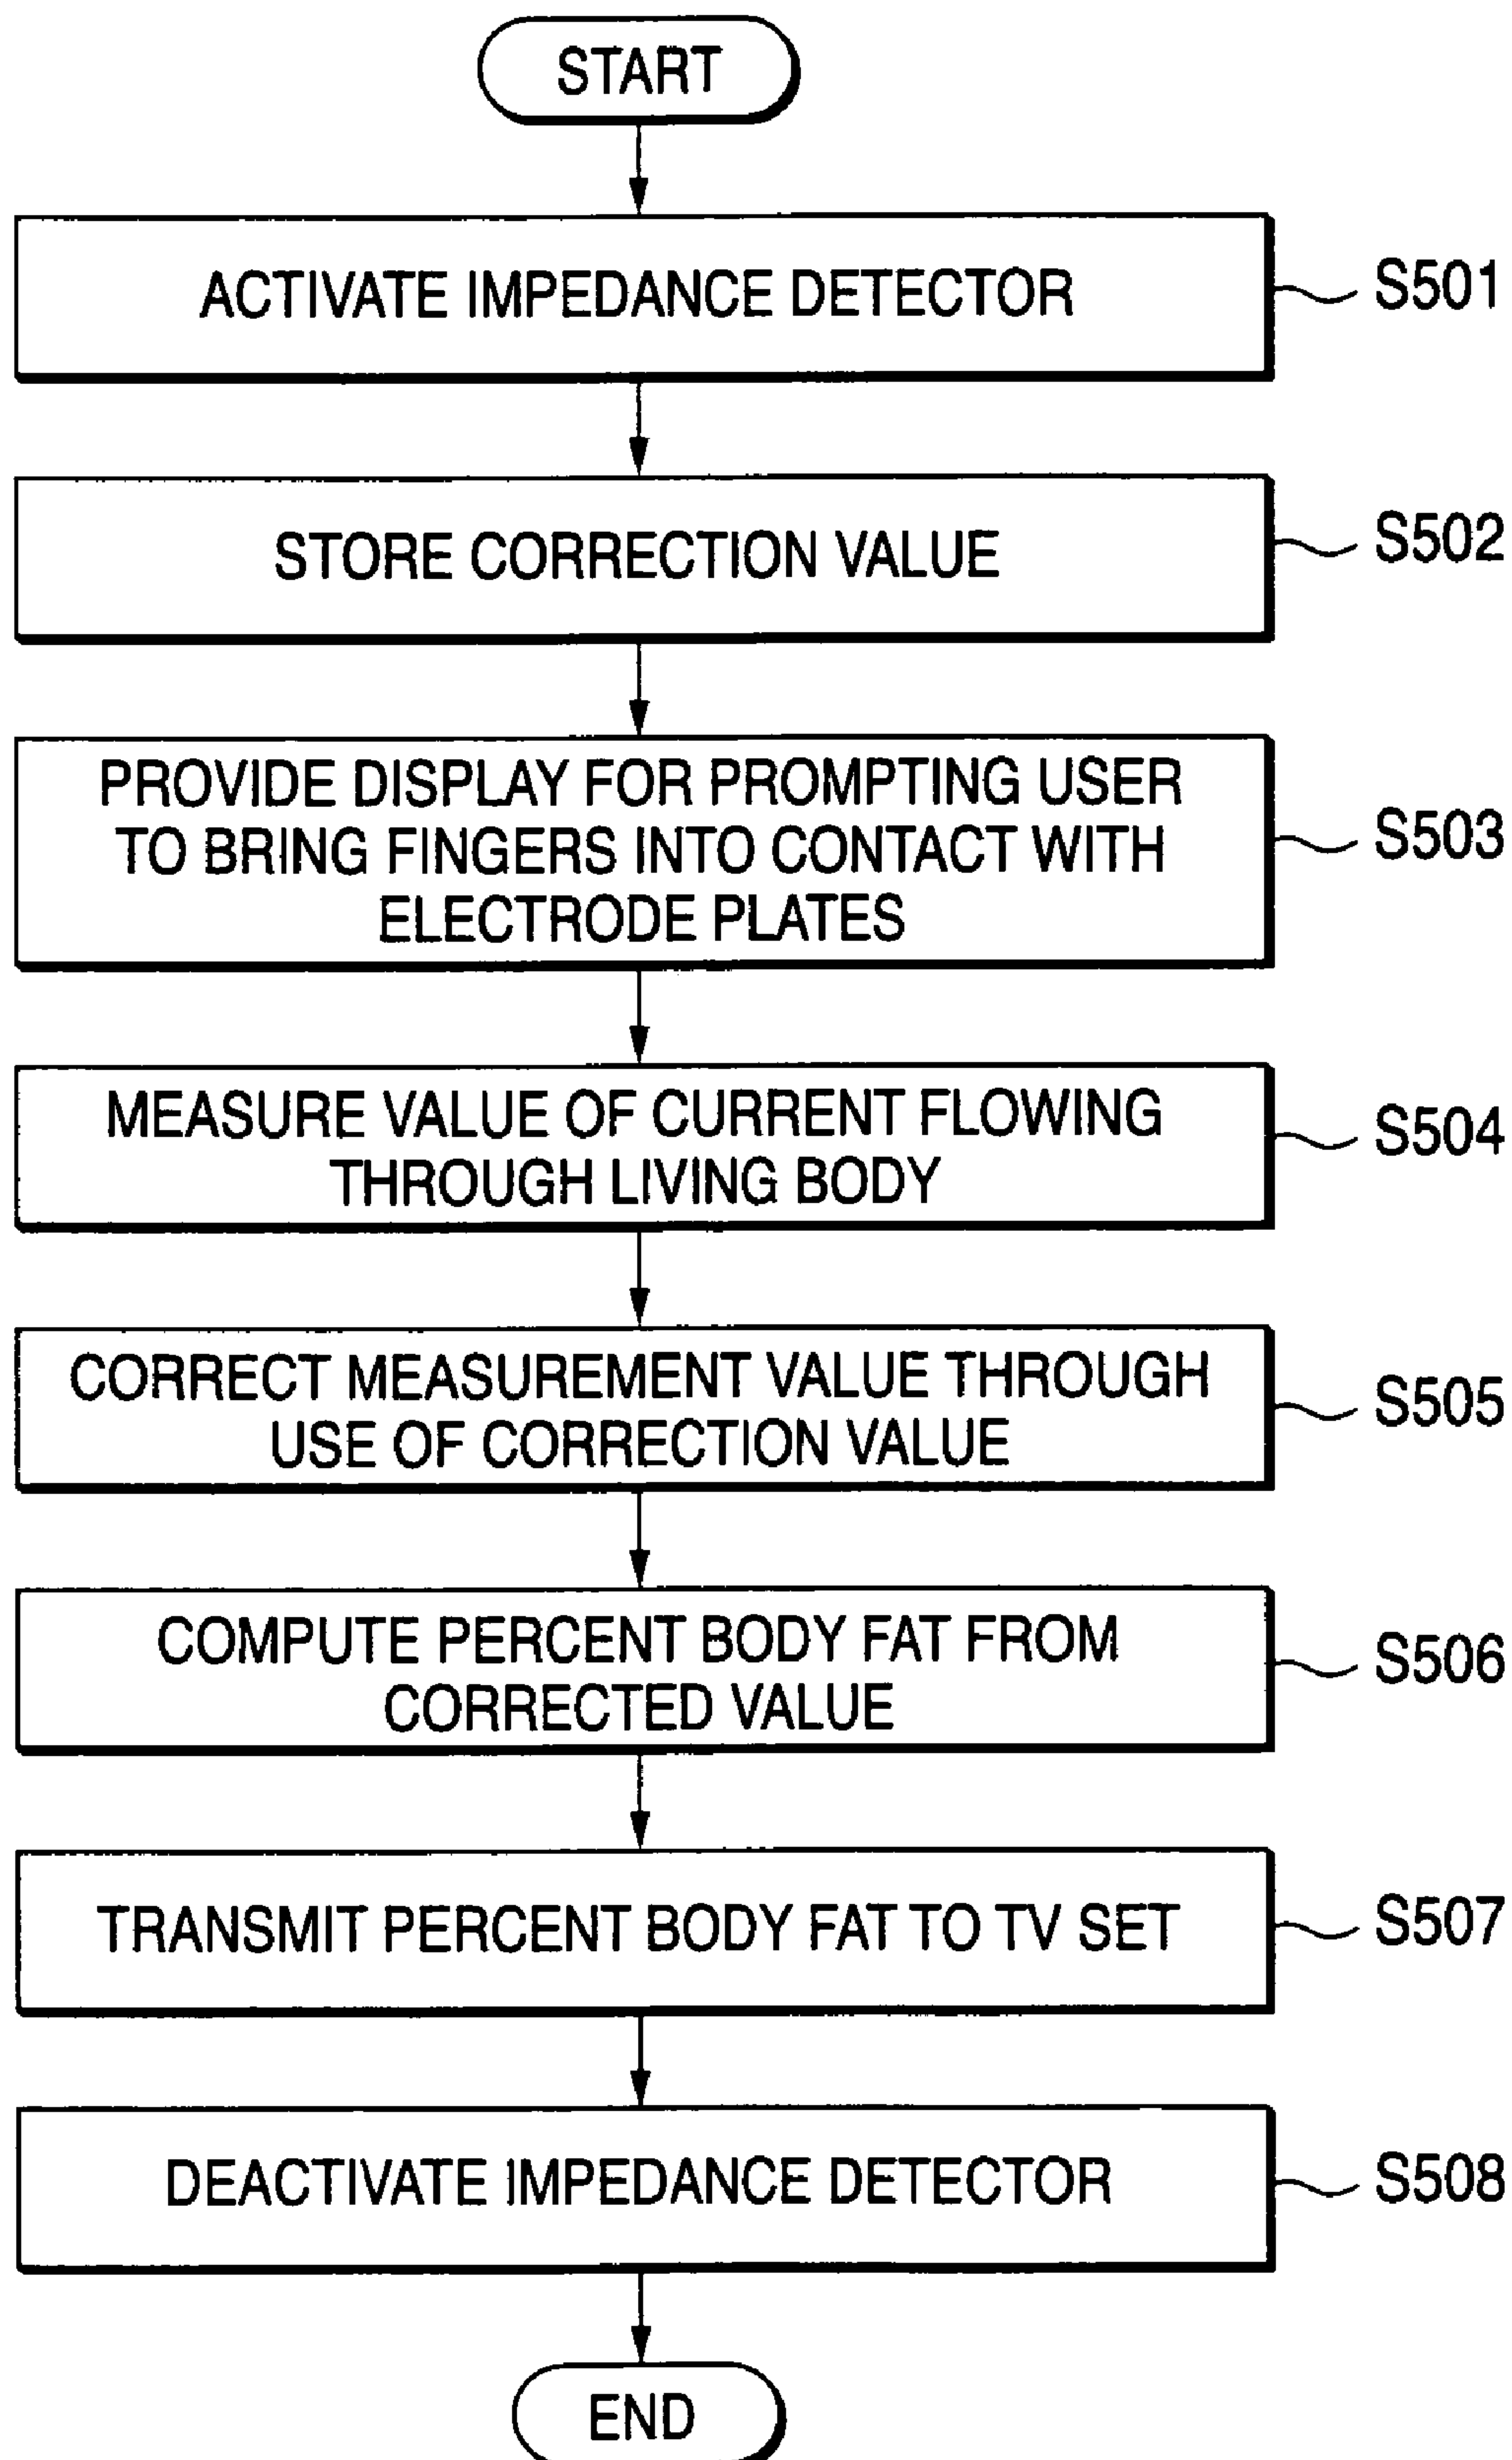 START
ACTIVATE IMPEDANCE DETECTOR
S501
STORE CORRECTION VALUE
S502
PROVIDE DISPLAY FOR PROMPTING USER
TO BRING FINGERS INTO CONTACT WITH
ELECTRODE PLATES
S503
MEASURE VALUE OF CURRENT FLOWING
THROUGH LIVING BODY
S504
CORRECT MEASUREMENT VALUE THROUGH
USE OF CORRECTION VALUE
S505
COMPUTE PERCENT BODY FAT FROM
CORRECTED VALUE
S506
TRANSMIT PERCENT BODY FAT TO TV SET
S507
DEACTIVATE IMPEDANCE DETECTOR
S508
END